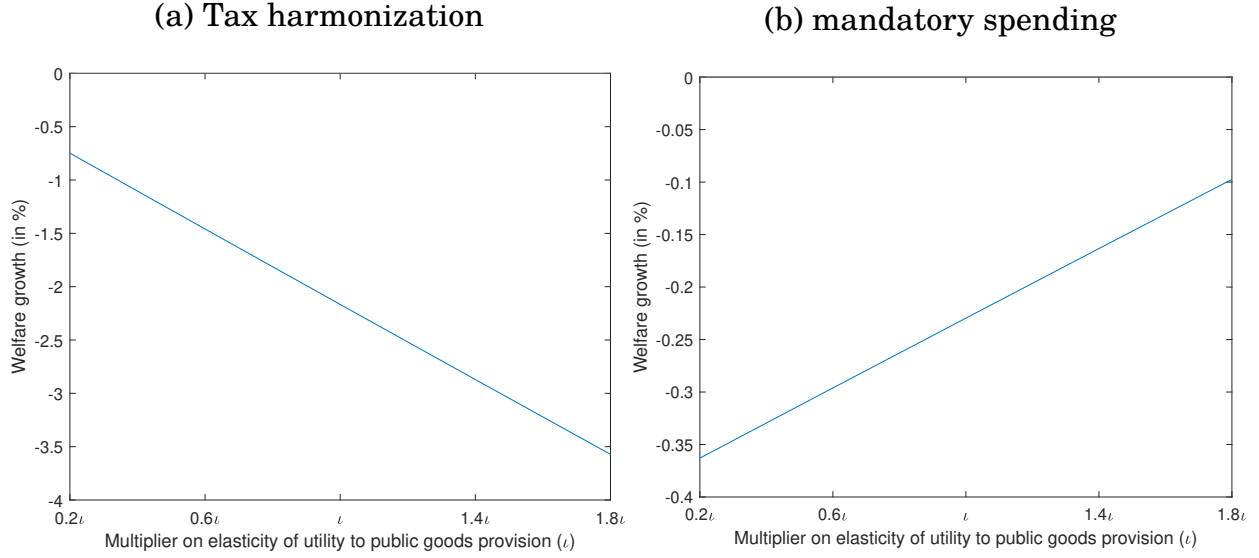 (a) Tax harmonization
0
-0.5
-1
-1.5
-2
-2.5
-3
-3.5
-4
Welfare growth (in %)
0.2ι 0.6ι ι 1.4ι 1.8ι
Multiplier on elasticity of utility to public goods provision (ι)
(b) mandatory spending
0
-0.05
-0.1
-0.15
-0.2
-0.25
-0.3
-0.35
-0.4
Welfare growth (in %)
0.2ι 0.6ι ι 1.4ι 1.8ι
Multiplier on elasticity of utility to public goods provision (ι)